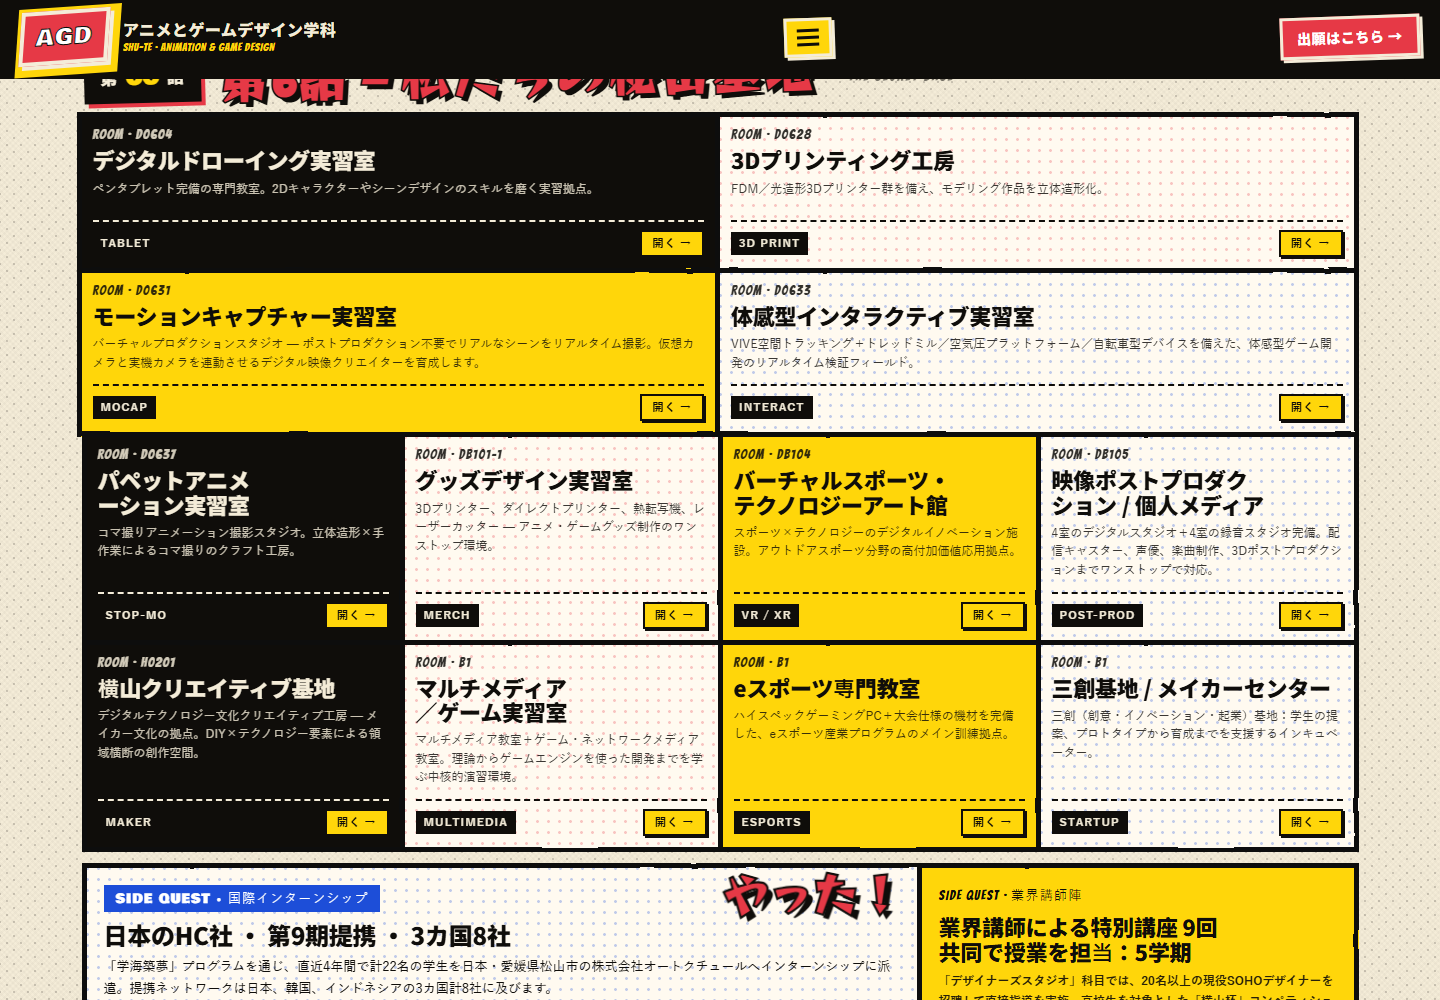 AGD
アニメとゲームデザイン学科
SHU-TE · ANIMATION & GAME DESIGN
出願はこちら →
第6話 – 私たちの秘密基地
ROOM · D0604
デジタルドローイング実習室
ペンタブレット完備の専門教室。2Dキャラクターやシーンデザインのスキルを磨く実習拠点。
TABLET
開く →
ROOM · D0628
3Dプリンティング工房
FDM／光造形3Dプリンター群を備え、モデリング作品を立体造形化。
3D PRINT
開く →
ROOM · D0631
モーションキャプチャー実習室
バーチャルプロダクションスタジオ — ポストプロダクション不要でリアルなシーンをリアルタイム撮影。仮想カ
メラと実機カメラを連動させるデジタル映像クリエイターを育成します。
MOCAP
開く →
ROOM · D0633
体感型インタラクティブ実習室
VIVE空間トラッキング＋トレッドミル／空気圧プラットフォーム／自転車型デバイスを備えた、体感型ゲーム開
発のリアルタイム検証フィールド。
INTERACT
開く →
ROOM · D0637
パペットアニメ
ーション実習室
コマ撮りアニメーション撮影スタジオ。立体造形×手
作業によるコマ撮りのクラフト工房。
STOP-MO
開く →
ROOM · DB101-1
グッズデザイン実習室
3Dプリンター、ダイレクトプリンター、熱転写機、レ
ーザーカッター — アニメ・ゲームグッズ制作のワン
ストップ環境。
MERCH
開く →
ROOM · DB104
バーチャルスポーツ・
テクノロジーアート館
スポーツ×テクノロジーのデジタルイノベーション施
設。アウトドアスポーツ分野の高付加価値応用拠点。
VR / XR
開く →
ROOM · DB105
映像ポストプロダク
ション / 個人メディア
4室のデジタルスタジオ＋4室の録音スタジオ完備。配
信キャスター、声優、楽曲制作、3Dポストプロダクシ
ョンまでワンストップで対応。
POST-PROD
開く →
ROOM · H0201
横山クリエイティブ基地
デジタルテクノロジー文化クリエイティブ工房 — メ
イカー文化の拠点。DIY×テクノロジー要素による領
域横断の創作空間。
MAKER
開く →
ROOM · B1
マルチメディア
／ゲーム実習室
マルチメディア教室＋ゲーム・ネットワークメディア
教室。理論からゲームエンジンを使った開発までを学
ぶ中核的演習環境。
MULTIMEDIA
開く →
ROOM · B1
eスポーツ専門教室
ハイスペックゲーミングPC＋大会仕様の機材を完備
した、eスポーツ産業プログラムのメイン訓練拠点。
ESPORTS
開く →
ROOM · B1
三創基地 / メイカーセンター
三創（創意・イノベーション・起業）基地：学生の提
案、プロトタイプから育成までを支援するインキュベ
ーター。
STARTUP
開く →
SIDE QUEST · 国際インターンシップ
やった！
日本のHC社 ・ 第9期提携 ・ 3カ国8社
「学海築夢」プログラムを通じ、直近4年間で計22名の学生を日本・愛媛県松山市の株式会社オートクチュールへインターンシップに派
遣。提携ネットワークは日本、韓国、インドネシアの3カ国計8社に及びます。
SIDE QUEST · 業界講師陣
業界講師による特別講座 9回
共同で授業を担当：5学期
「デザイナーズスタジオ」科目では、20名以上の現役SOHOデザイナーを
招聘して直接指導を実施。高校生を対象とした「横山杯」コンペティショ